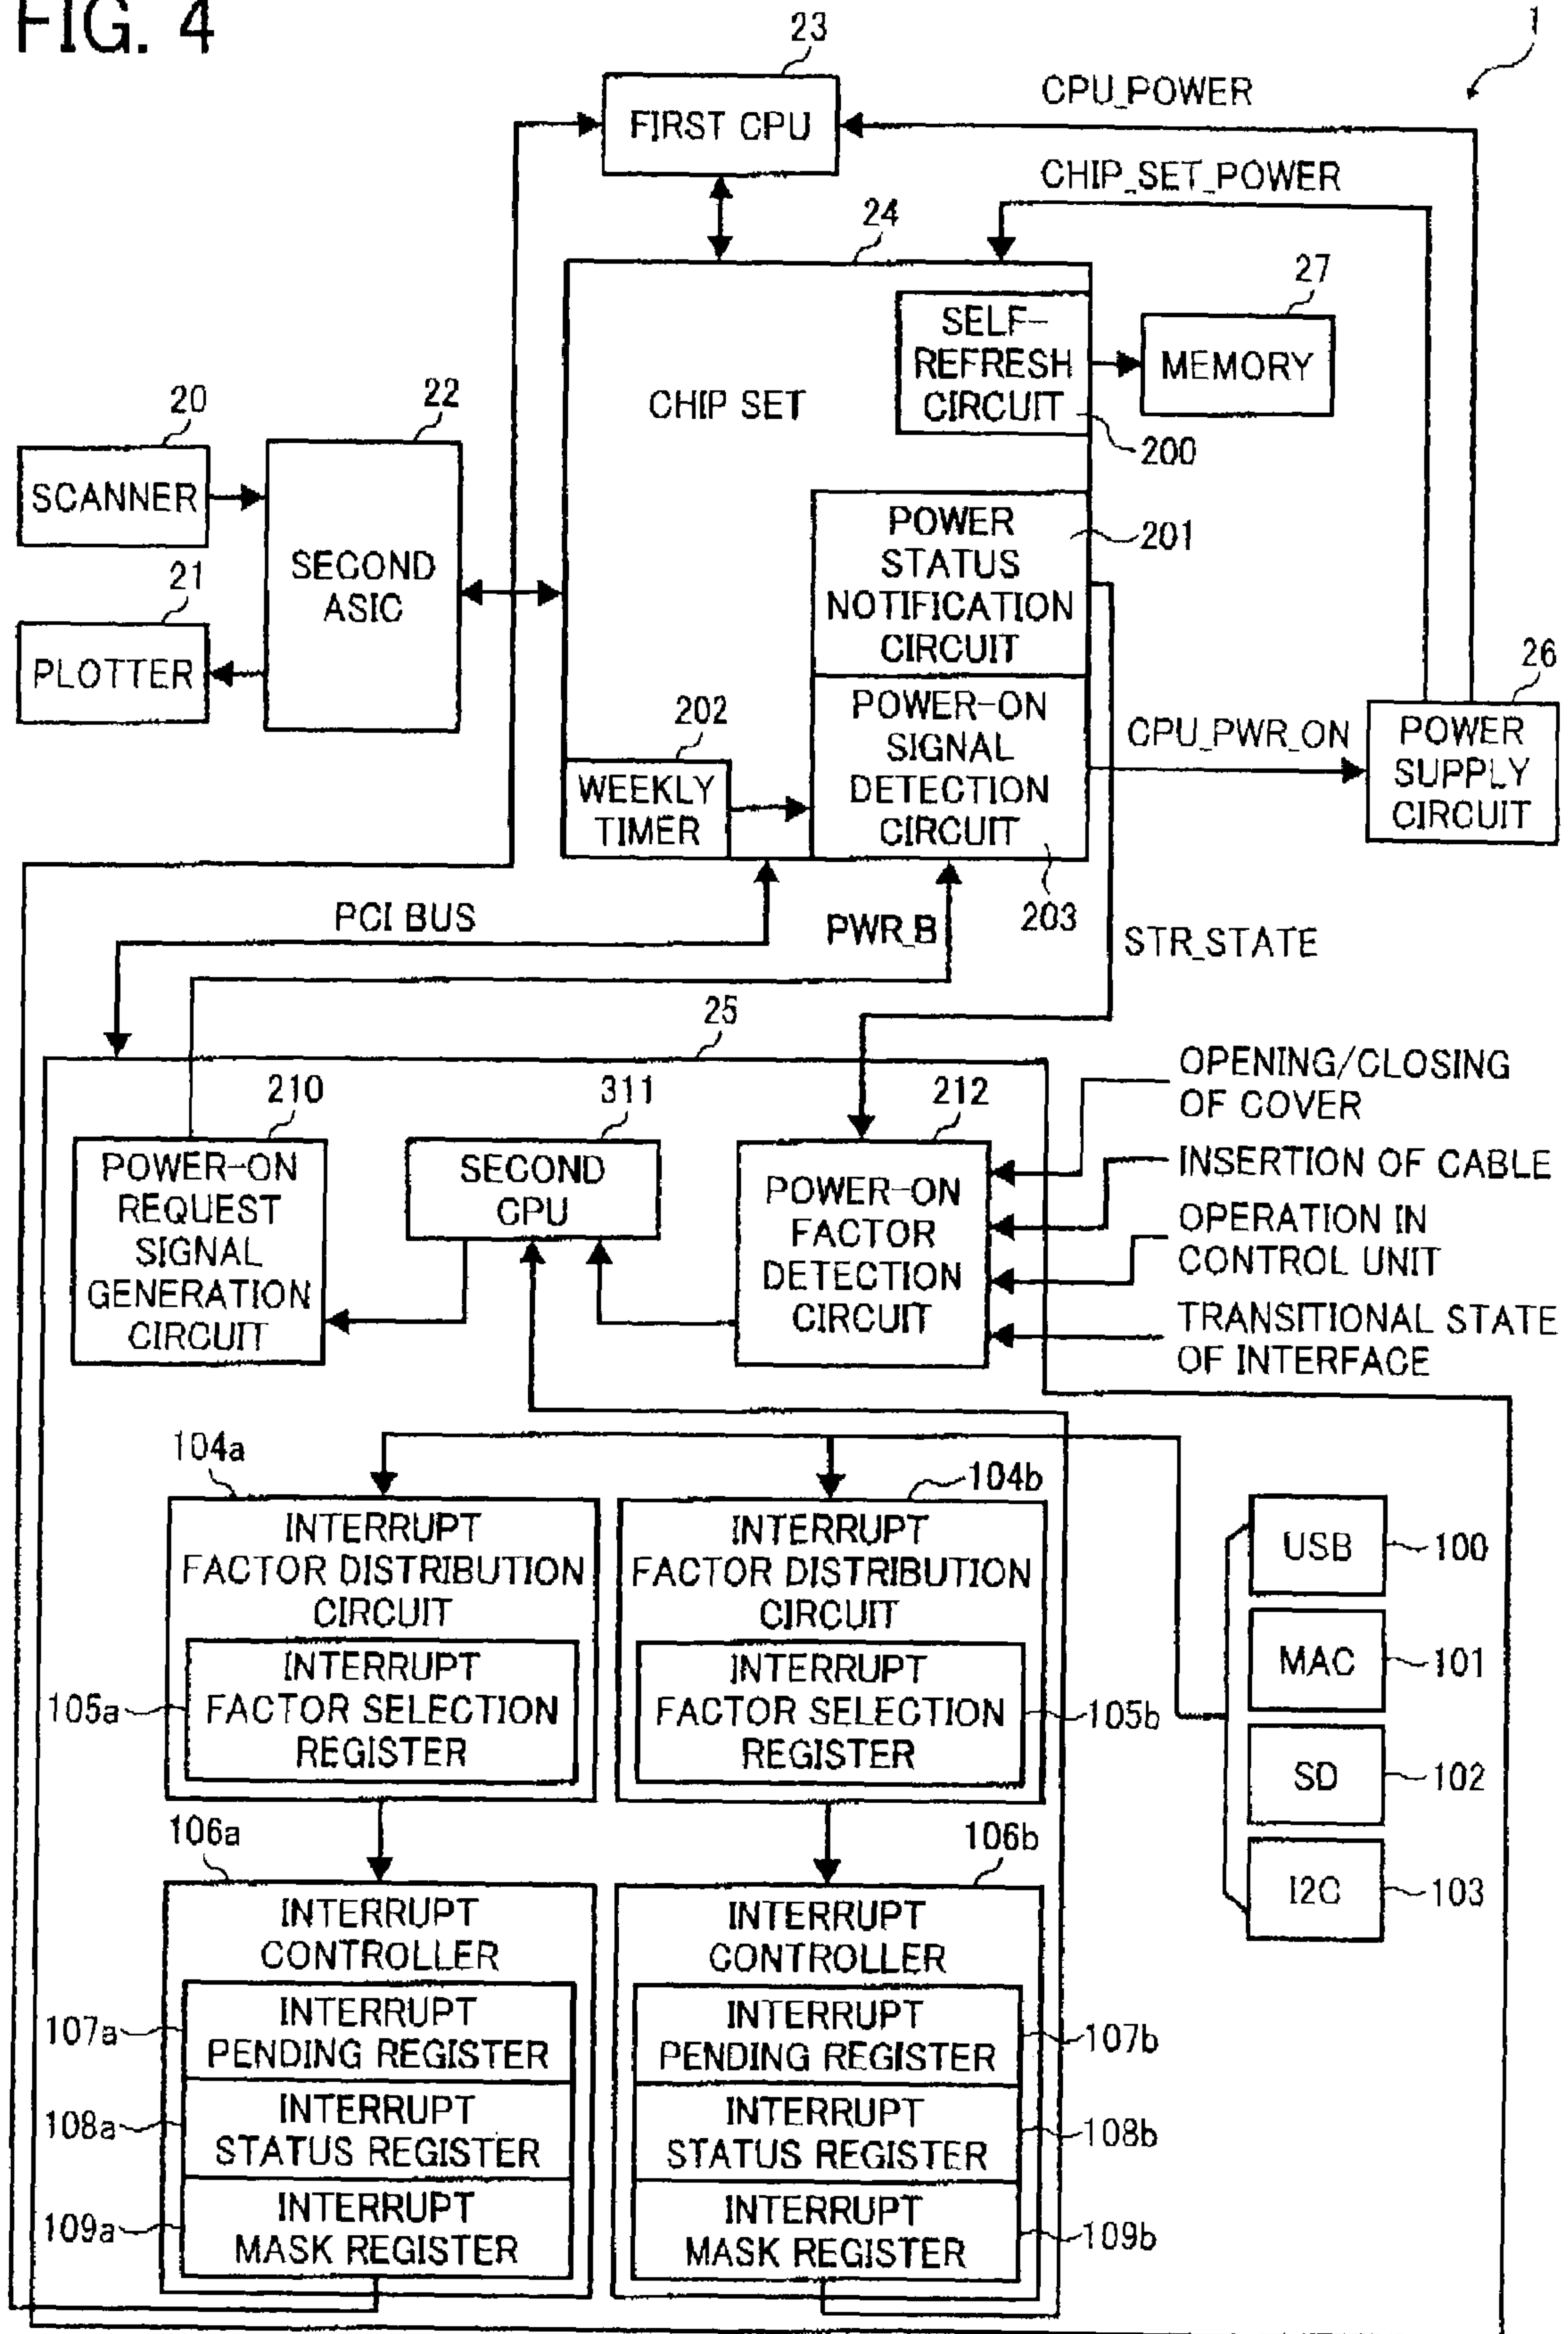 FIG. 4
1
23
FIRST CPU
CPU_POWER
CHIP_SET_POWER
24
CHIP SET
SELF-
REFRESH
CIRCUIT
200
27
MEMORY
20
SCANNER
21
PLOTTER
22
SECOND
ASIC
POWER
STATUS
NOTIFICATION
CIRCUIT
201
202
WEEKLY
TIMER
POWER-ON
SIGNAL
DETECTION
CIRCUIT
203
CPU_PWR_ON
26
POWER
SUPPLY
CIRCUIT
PCI BUS
PWR_B
STR_STATE
25
210
POWER-ON
REQUEST
SIGNAL
GENERATION
CIRCUIT
311
SECOND
CPU
212
POWER-ON
FACTOR
DETECTION
CIRCUIT
OPENING/CLOSING
OF COVER
INSERTION OF CABLE
OPERATION IN
CONTROL UNIT
TRANSITIONAL STATE
OF INTERFACE
104a
INTERRUPT
FACTOR DISTRIBUTION
CIRCUIT
105a
INTERRUPT
FACTOR SELECTION
REGISTER
104b
INTERRUPT
FACTOR DISTRIBUTION
CIRCUIT
INTERRUPT
FACTOR SELECTION
REGISTER
105b
USB
100
MAC
101
SD
102
I2C
103
106a
INTERRUPT
CONTROLLER
107a
INTERRUPT
PENDING REGISTER
108a
INTERRUPT
STATUS REGISTER
109a
INTERRUPT
MASK REGISTER
106b
INTERRUPT
CONTROLLER
INTERRUPT
PENDING REGISTER
107b
INTERRUPT
STATUS REGISTER
108b
INTERRUPT
MASK REGISTER
109b